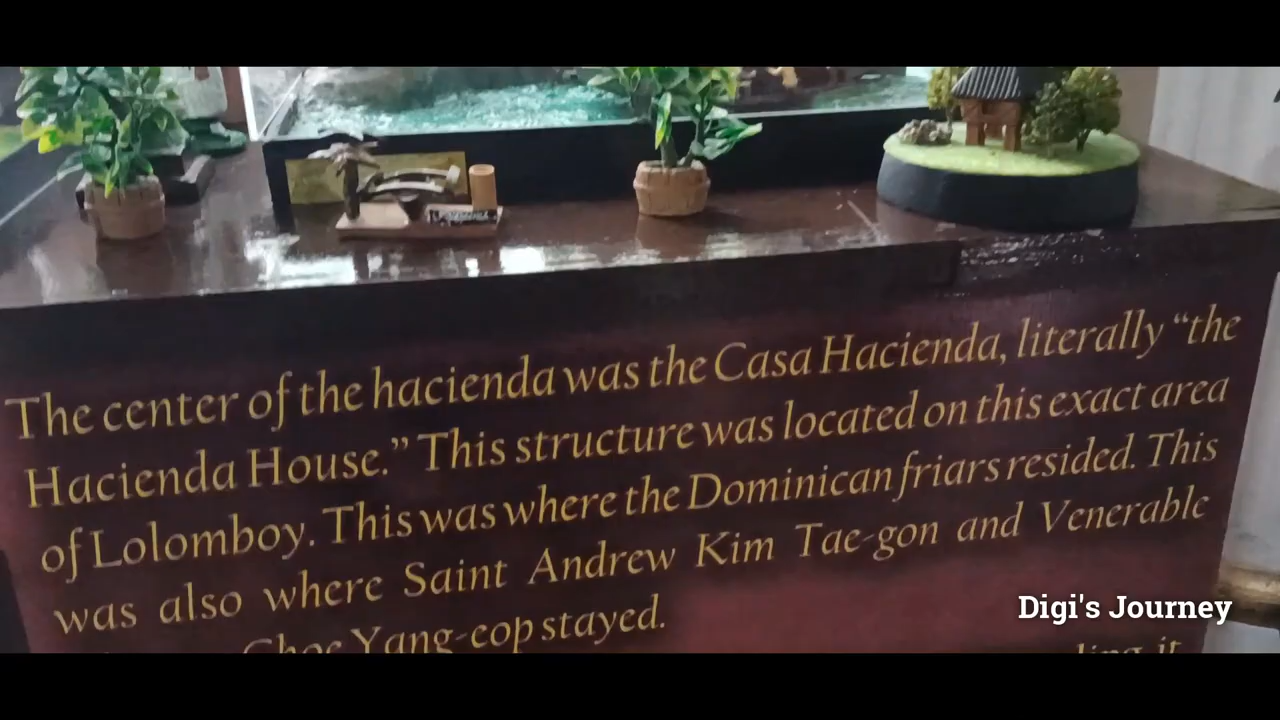 The center of the hacienda was the Casa Hacienda, literally “the
Hacienda House.” This structure was located on this exact area
of Lolomboy. This was where the Dominican friars resided. This
was also where Saint Andrew Kim Tae-gon and Venerable
Choe Yang-eop stayed.
Digi's Journey